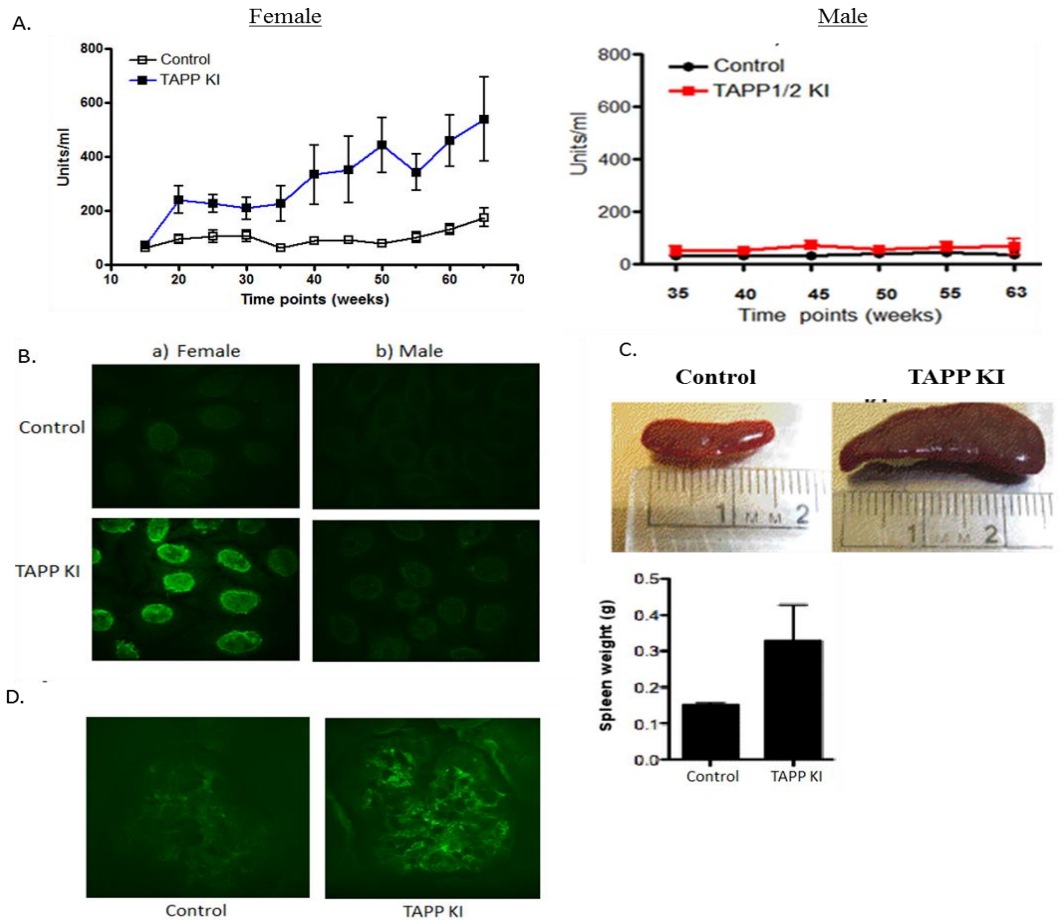 A.
Female
800
600
400
200
0
Units/ml
Control
TAPP KI
10 20 30 40 50 60 70
Time points (weeks)
Male
800
600
400
200
0
Units/ml
Control
TAPP1/2 KI
35 40 45 50 55 63
Time points (weeks)
B.
a) Female
b) Male
Control
TAPP KI
C.
Control
TAPP KI
1 M M 2
1 M M 2
0.5
0.4
0.3
0.2
0.1
0.0
Spleen weight (g)
Control
TAPP KI
D.
Control
TAPP KI